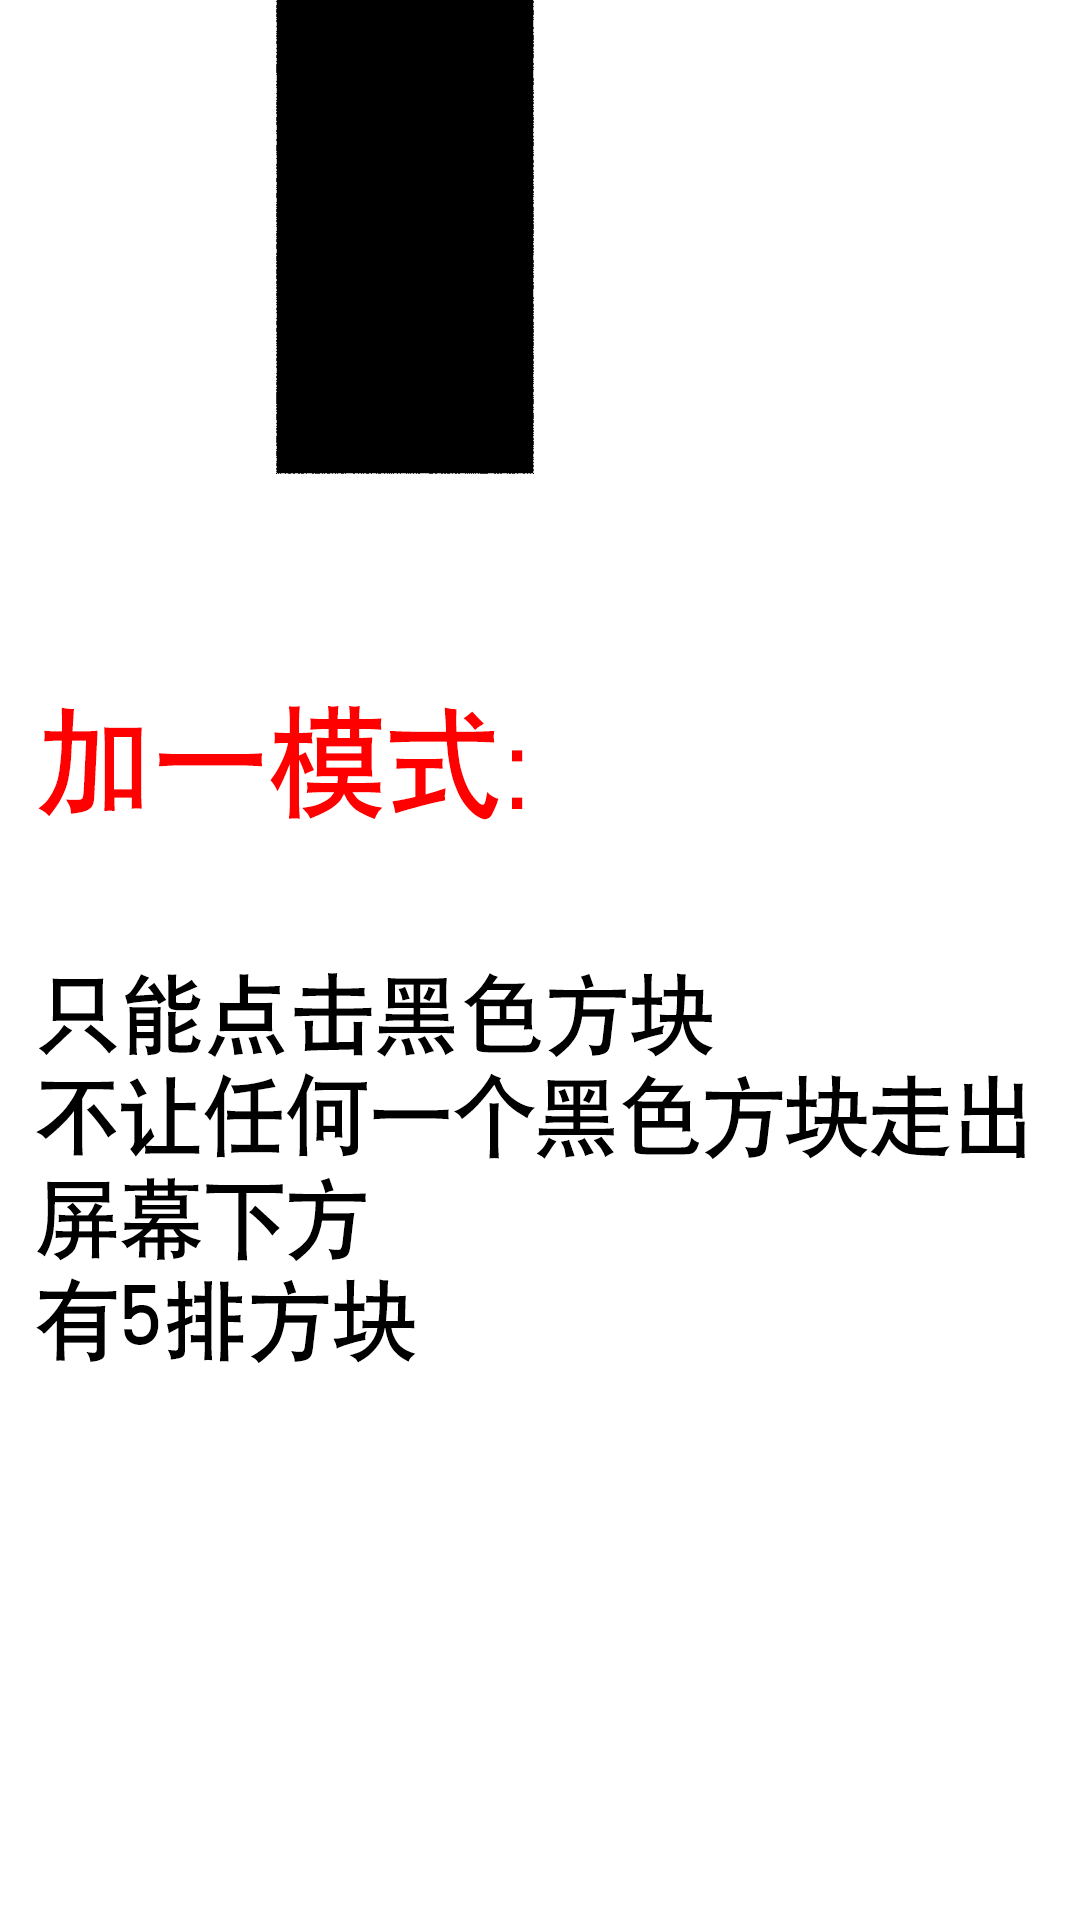 加一模式:
只能点击黑色方块
不让任何一个黑色方块走出
屏幕下方
有5排方块